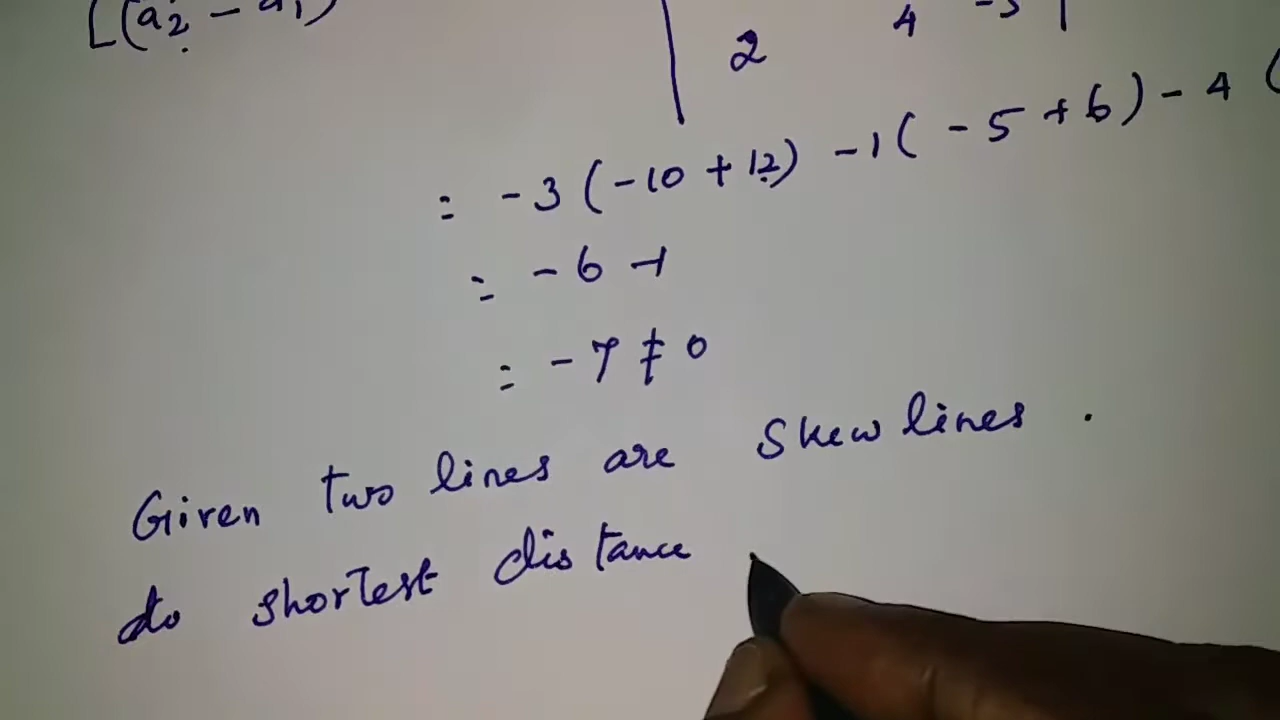 [(a₂ - a₁)
4 -5 |
2
= -3 (-10 + 12) -1 ( -5 + 6 ) - 4 (
= -6 -1
= -7 ≠ 0
Given two lines are skew lines .
do shortest distance